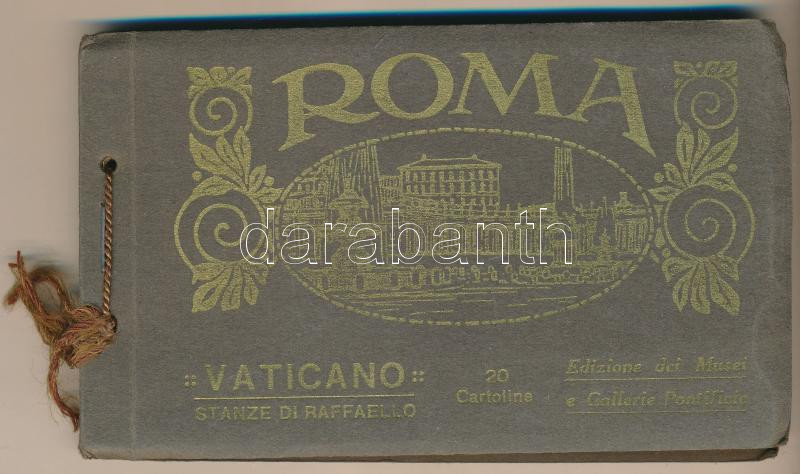 ROMA
darabanth
:: VATICANO ::
STANZE DI RAFFAELLO
20
Cartoline
Edizione dei Musei
e Gallerie Pontificie